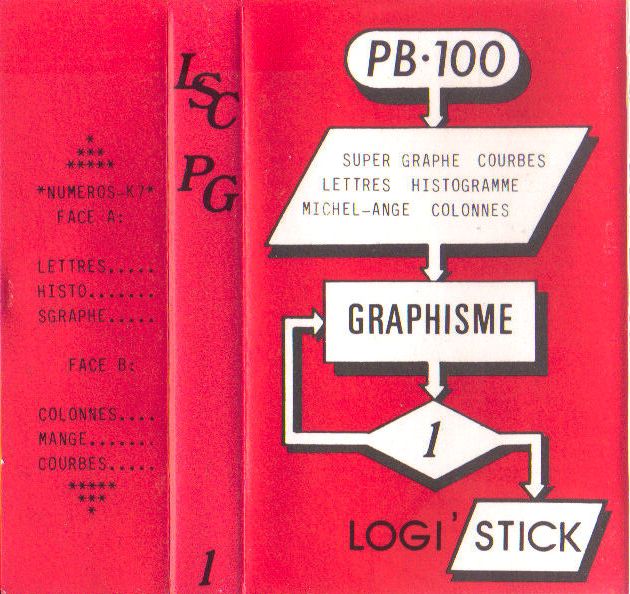 *
***
*****
*NUMEROS-K7*
FACE A:
LETTRES.....
HISTO.......
SGRAPHE.....
FACE B:
COLONNES....
MANGE.......
COURBES.....
*****
***
*
LSC
PG
1
PB·100
SUPER GRAPHE COURBES
LETTRES HISTOGRAMME
MICHEL-ANGE COLONNES
GRAPHISME
1
LOGI'STICK